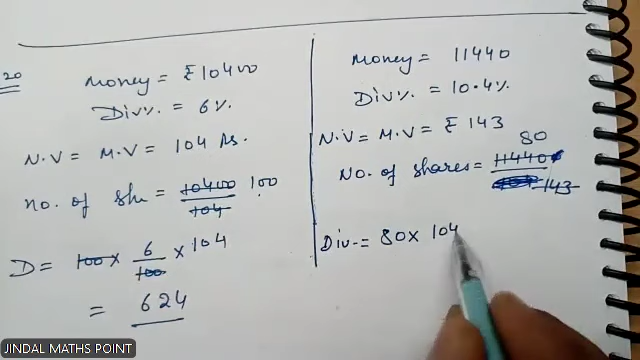 20
Money = ₹10400
Div% = 6%
N.V = M.V = 104 Rs.
no. of sh = 10400/104 100
D = 100 × 6/100 × 104
= 624
Money = 11440
Div% = 10.4%
N.V = M.V = ₹ 143
No. of shares = 11440/143 80
Div = 80× 104
JINDAL MATHS POINT